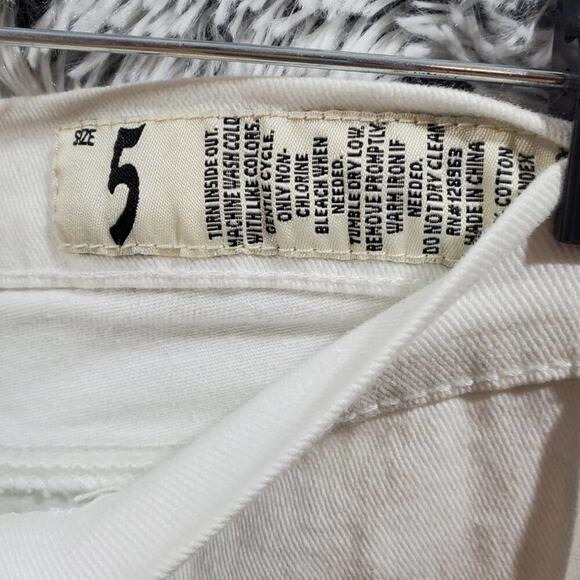 SIZE
5
TURN INSIDE OUT.
MACHINE WASH COLD
WITH LIKE COLORS.
GENTLE CYCLE.
ONLY NON-
CHLORINE
BLEACH WHEN
NEEDED.
TUMBLE DRY LOW.
REMOVE PROMPTLY.
WARM IRON IF
NEEDED.
DO NOT DRY CLEAN
RN#128963
MADE IN CHINA
COTTON